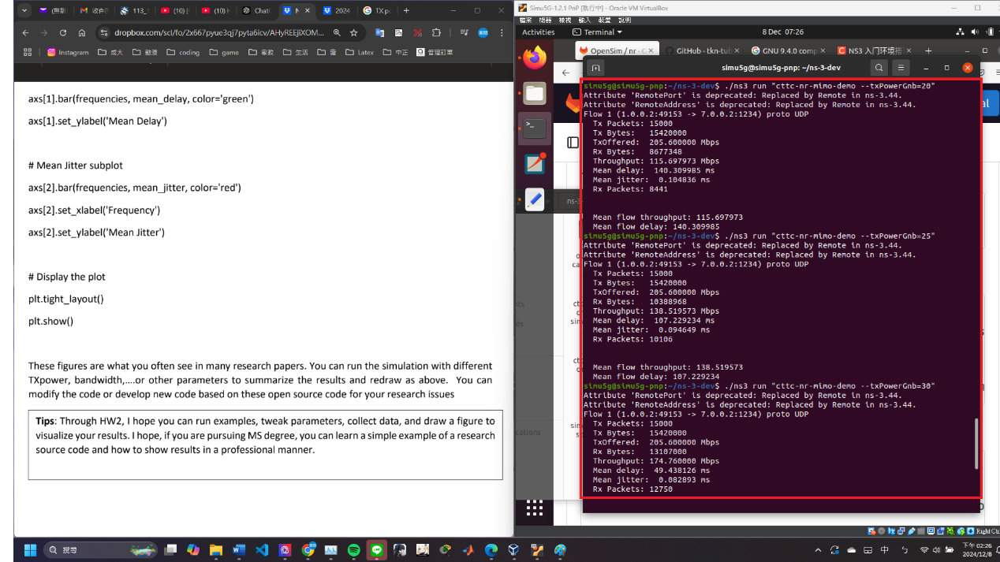 dropbox.com/scl/fo/2x667pyue3qj7pyta6icv/AHyREEjiXOM...
Instagram
成大
動漫
coding
game
家教
生活
Latex
中正
管理訂單
axs[1].bar(frequencies, mean_delay, color='green')
axs[1].set_ylabel('Mean Delay')
# Mean Jitter subplot
axs[2].bar(frequencies, mean_jitter, color='red')
axs[2].set_xlabel('Frequency')
axs[2].set_ylabel('Mean Jitter')
# Display the plot
plt.tight_layout()
plt.show()
These figures are what you often see in many research papers. You can run the simulation with different
TXpower, bandwidth,....or other parameters to summarize the results and redraw as above. You can
modify the code or develop new code based on these open source code for your research issues
Tips: Through HW2, I hope you can run examples, tweak parameters, collect data, and draw a figure to
visualize your results. I hope, if you are pursuing MS degree, you can learn a simple example of a research
source code and how to show results in a professional manner.
Simu5G-1.2.1 PnP [執行中] - Oracle VM VirtualBox
檔案 機器 檢視 輸入 裝置 說明
Activities
Terminal
8 Dec 07:26
OpenSim / nr · G
GitHub - tkn-tub
GNU 9.4.0 comp
NS3 入门环境搭
simu5g@simu5g-pnp: ~/ns-3-dev
simu5g@simu5g-pnp:~/ns-3-dev$ ./ns3 run "cttc-nr-mimo-demo --txPowerGnb=20"
Attribute 'RemotePort' is deprecated: Replaced by Remote in ns-3.44.
Attribute 'RemoteAddress' is deprecated: Replaced by Remote in ns-3.44.
Flow 1 (1.0.0.2:49153 -> 7.0.0.2:1234) proto UDP
Tx Packets: 15000
Tx Bytes: 15420000
TxOffered: 205.600000 Mbps
Rx Bytes: 8677348
Throughput: 115.697973 Mbps
Mean delay: 140.309985 ms
Mean jitter: 0.104836 ms
Rx Packets: 8441
Mean flow throughput: 115.697973
Mean flow delay: 140.309985
simu5g@simu5g-pnp:~/ns-3-dev$ ./ns3 run "cttc-nr-mimo-demo --txPowerGnb=25"
Attribute 'RemotePort' is deprecated: Replaced by Remote in ns-3.44.
Attribute 'RemoteAddress' is deprecated: Replaced by Remote in ns-3.44.
Flow 1 (1.0.0.2:49153 -> 7.0.0.2:1234) proto UDP
Tx Packets: 15000
Tx Bytes: 15420000
TxOffered: 205.600000 Mbps
Rx Bytes: 10388968
Throughput: 138.519573 Mbps
Mean delay: 107.229234 ms
Mean jitter: 0.094649 ms
Rx Packets: 10106
Mean flow throughput: 138.519573
Mean flow delay: 107.229234
simu5g@simu5g-pnp:~/ns-3-dev$ ./ns3 run "cttc-nr-mimo-demo --txPowerGnb=30"
Attribute 'RemotePort' is deprecated: Replaced by Remote in ns-3.44.
Attribute 'RemoteAddress' is deprecated: Replaced by Remote in ns-3.44.
Flow 1 (1.0.0.2:49153 -> 7.0.0.2:1234) proto UDP
Tx Packets: 15000
Tx Bytes: 15420000
TxOffered: 205.600000 Mbps
Rx Bytes: 13107000
Throughput: 174.760000 Mbps
Mean delay: 49.438126 ms
Mean jitter: 0.082893 ms
Rx Packets: 12750
Right Ctrl
搜尋
中
下午 02:26
2024/12/8